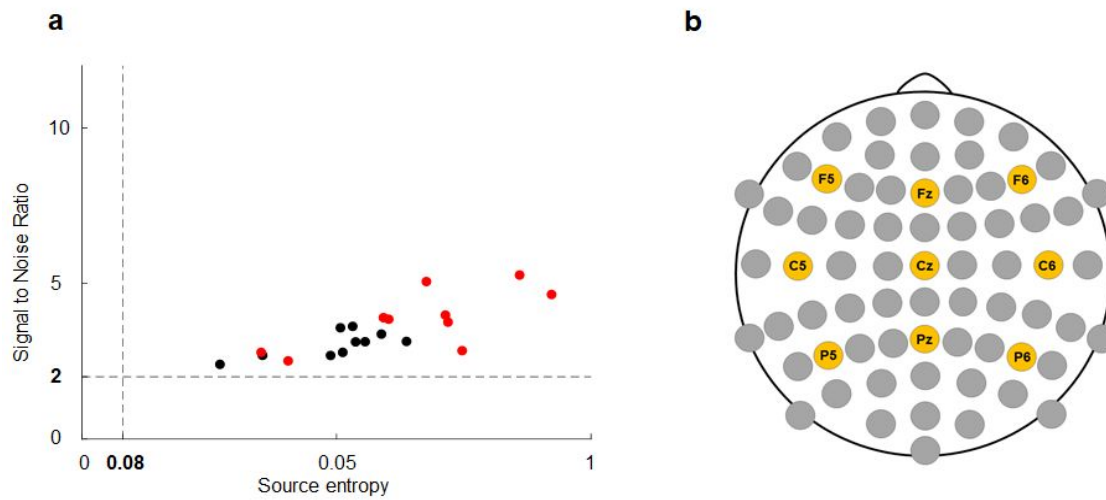 a
b
10
5
2
0
Signal to Noise Ratio
0
0.08
0.05
1
Source entropy
F5
Fz
F6
C5
Cz
C6
P5
Pz
P6